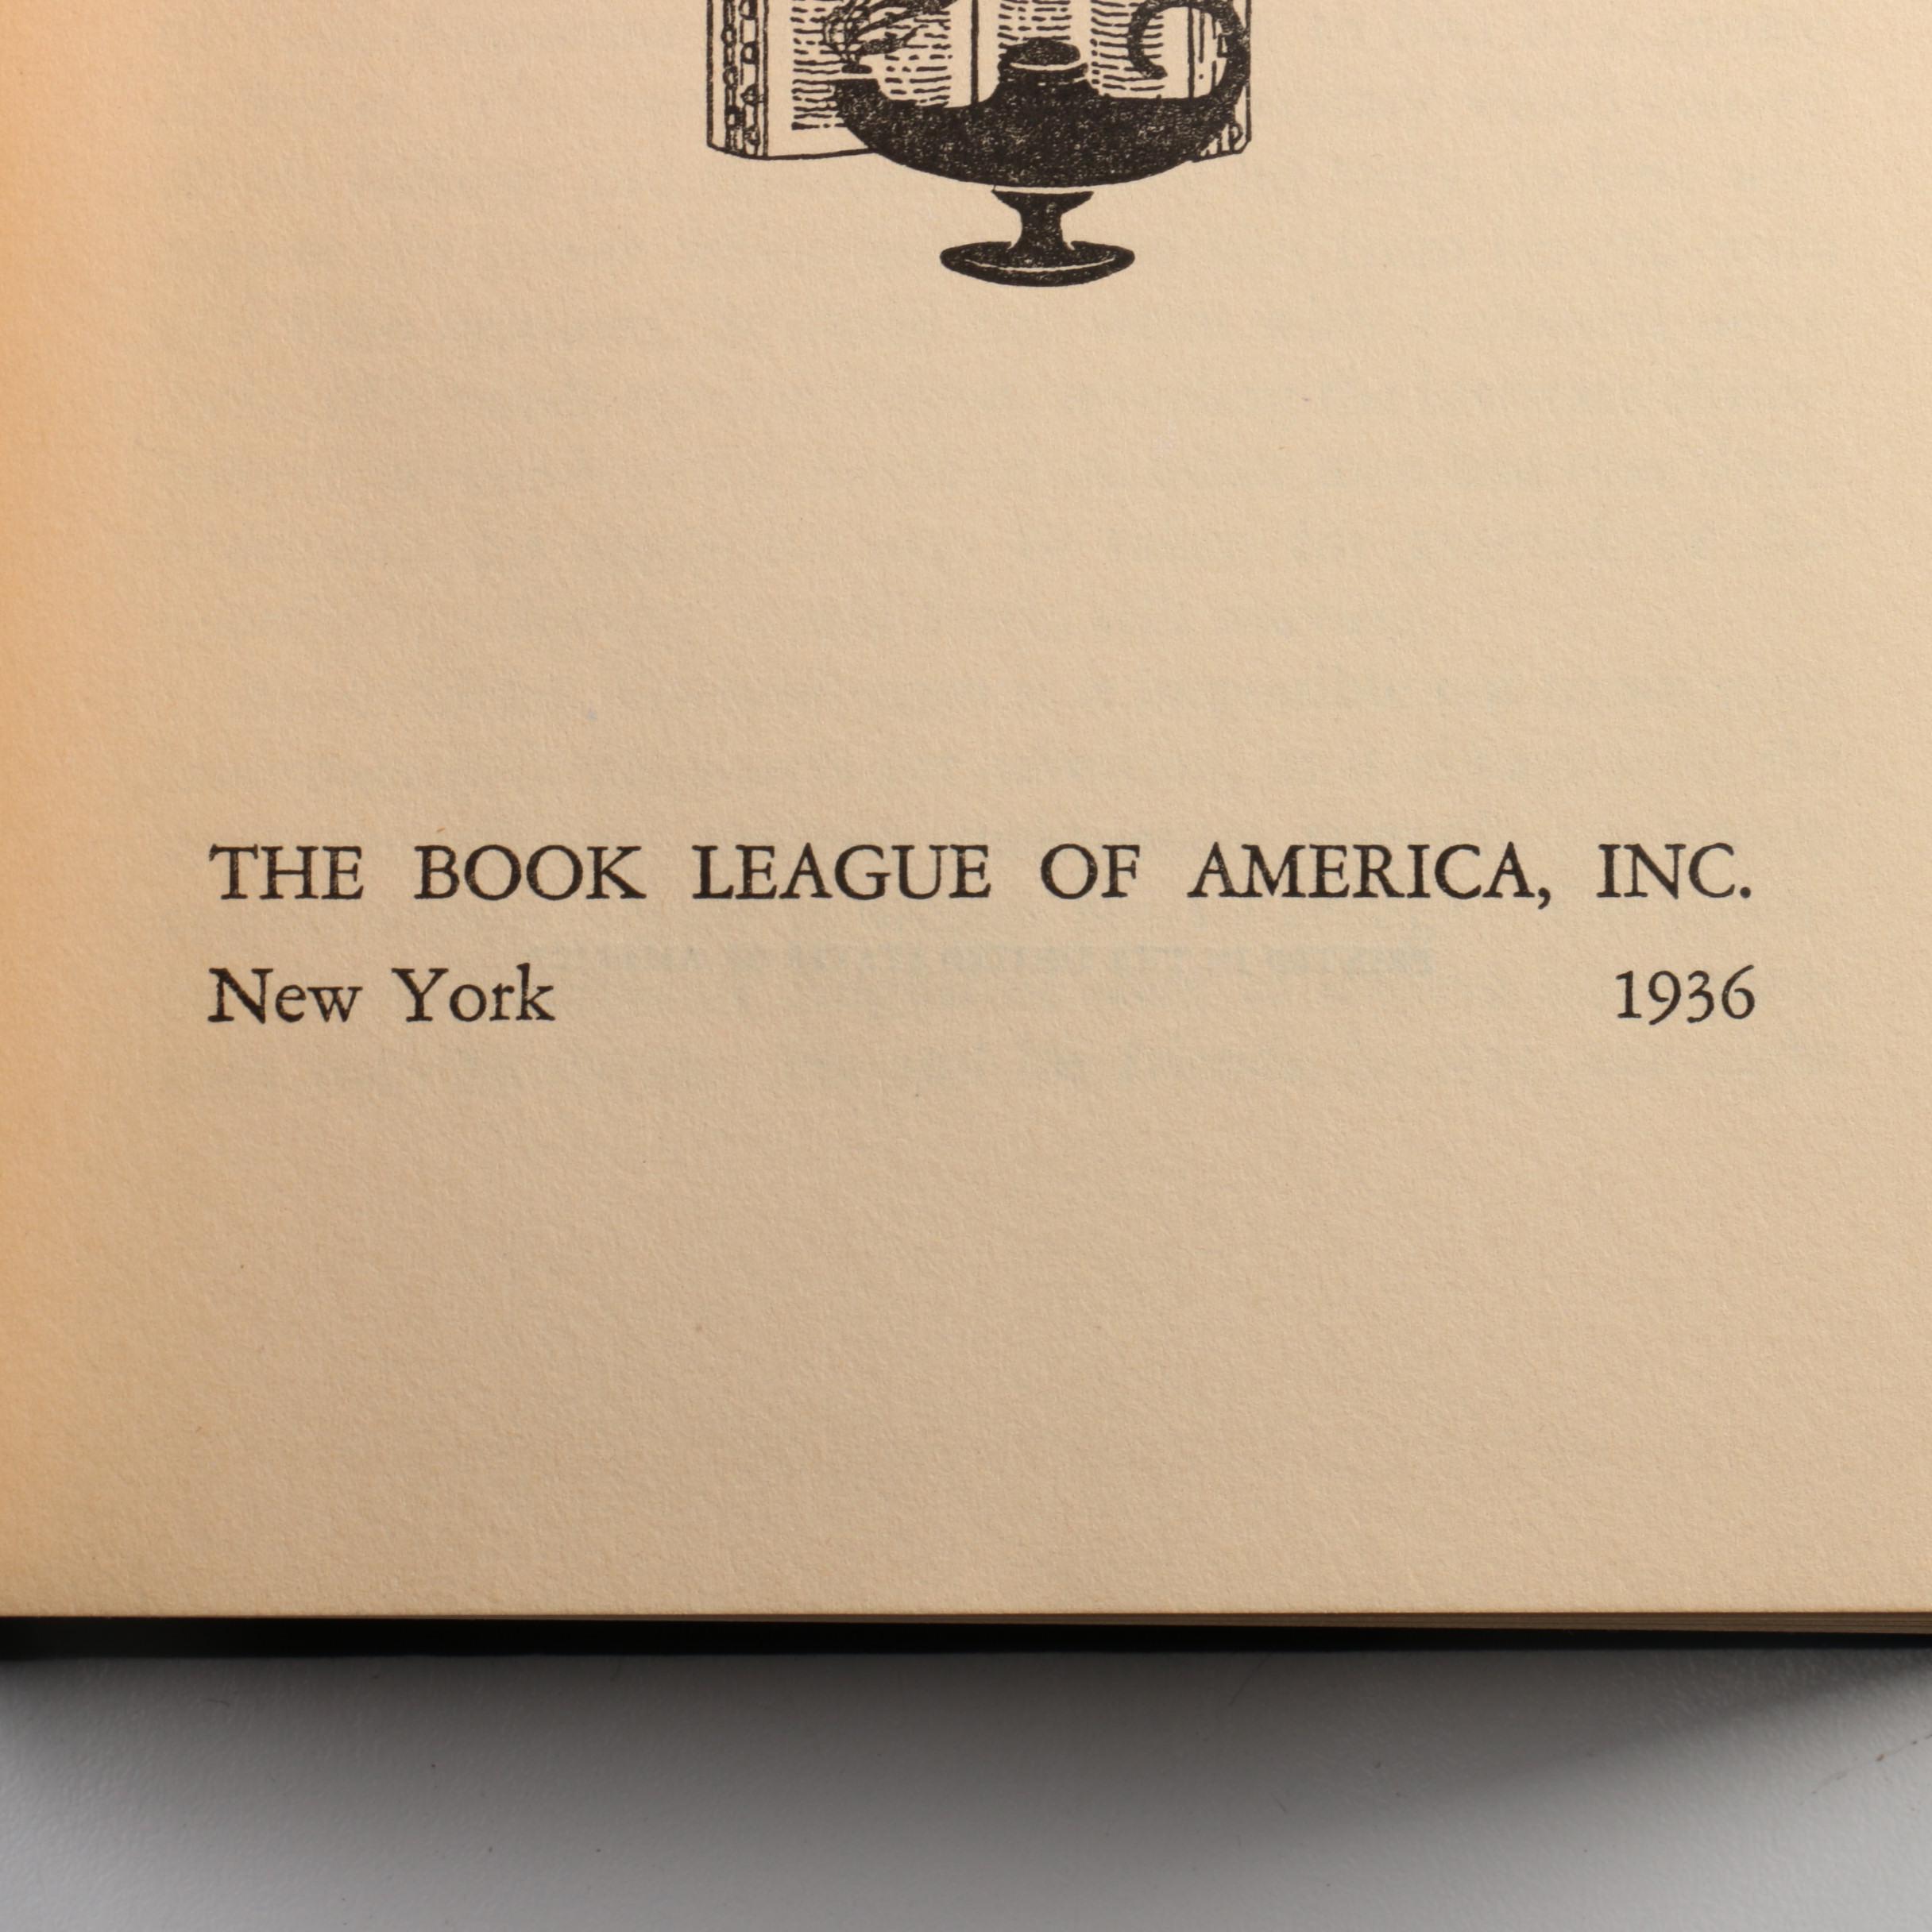 THE BOOK LEAGUE OF AMERICA, INC.
New York 1936